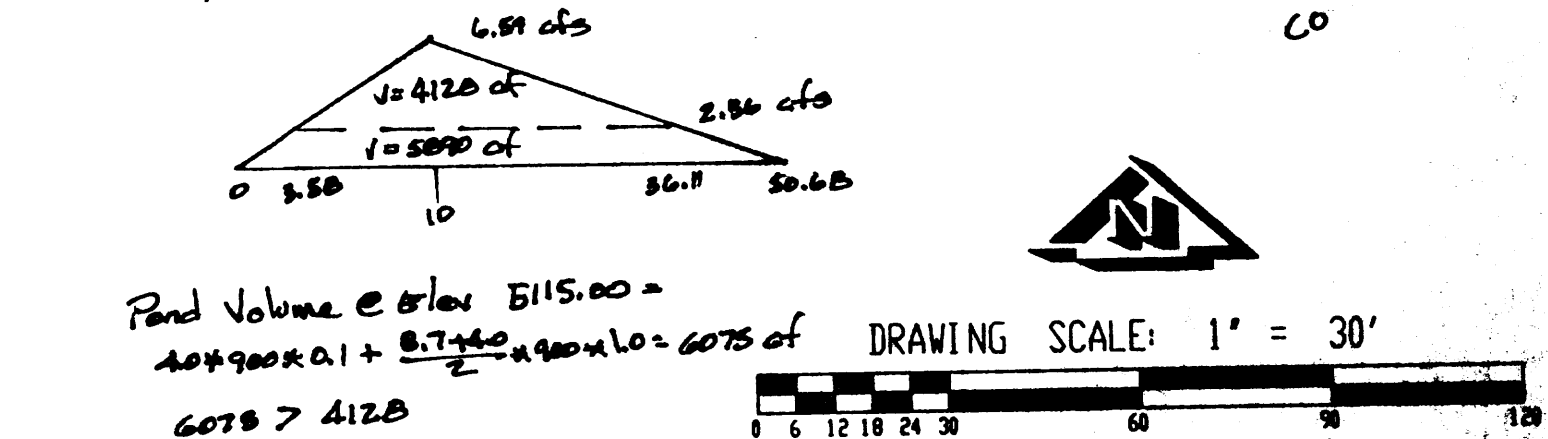 6.59 cfs
CO
V= 4128 cf
2.36 cfs
V= 5890 cf
0 3.58 36.11 50.68
10
N
Pond Volume @ elev 5115.00 =
4.0*900*0.1 + 8.7+4.0/2 *900*1.0= 6075 cf
DRAWING SCALE: 1" = 30'
6075 > 4128
0 6 12 18 24 30 60 90 120